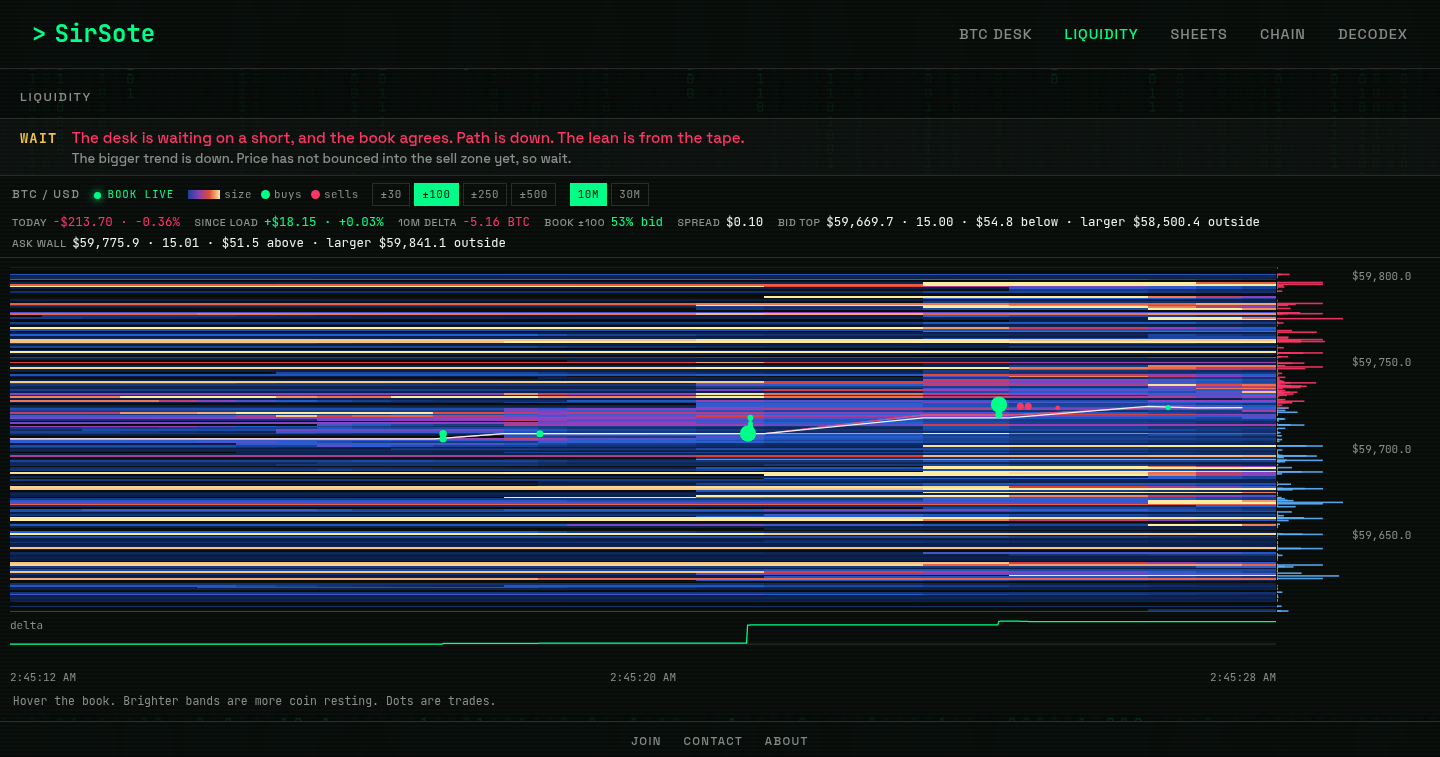 > SirSote
BTC DESK LIQUIDITY SHEETS CHAIN DECODEX
LIQUIDITY
WAIT The desk is waiting on a short, and the book agrees. Path is down. The lean is from the tape.
The bigger trend is down. Price has not bounced into the sell zone yet, so wait.
BTC / USD BOOK LIVE size buys sells ±30 ±100 ±250 ±500 10M 30M
TODAY -$213.70 · -0.36% SINCE LOAD +$18.15 · +0.03% 10M DELTA -5.16 BTC BOOK ±100 53% bid SPREAD $0.10 BID TOP $59,669.7 · 15.00 · $54.8 below · larger $58,500.4 outside
ASK WALL $59,775.9 · 15.01 · $51.5 above · larger $59,841.1 outside
$59,800.0
$59,750.0
$59,700.0
$59,650.0
delta
2:45:12 AM 2:45:20 AM 2:45:28 AM
Hover the book. Brighter bands are more coin resting. Dots are trades.
JOIN CONTACT ABOUT